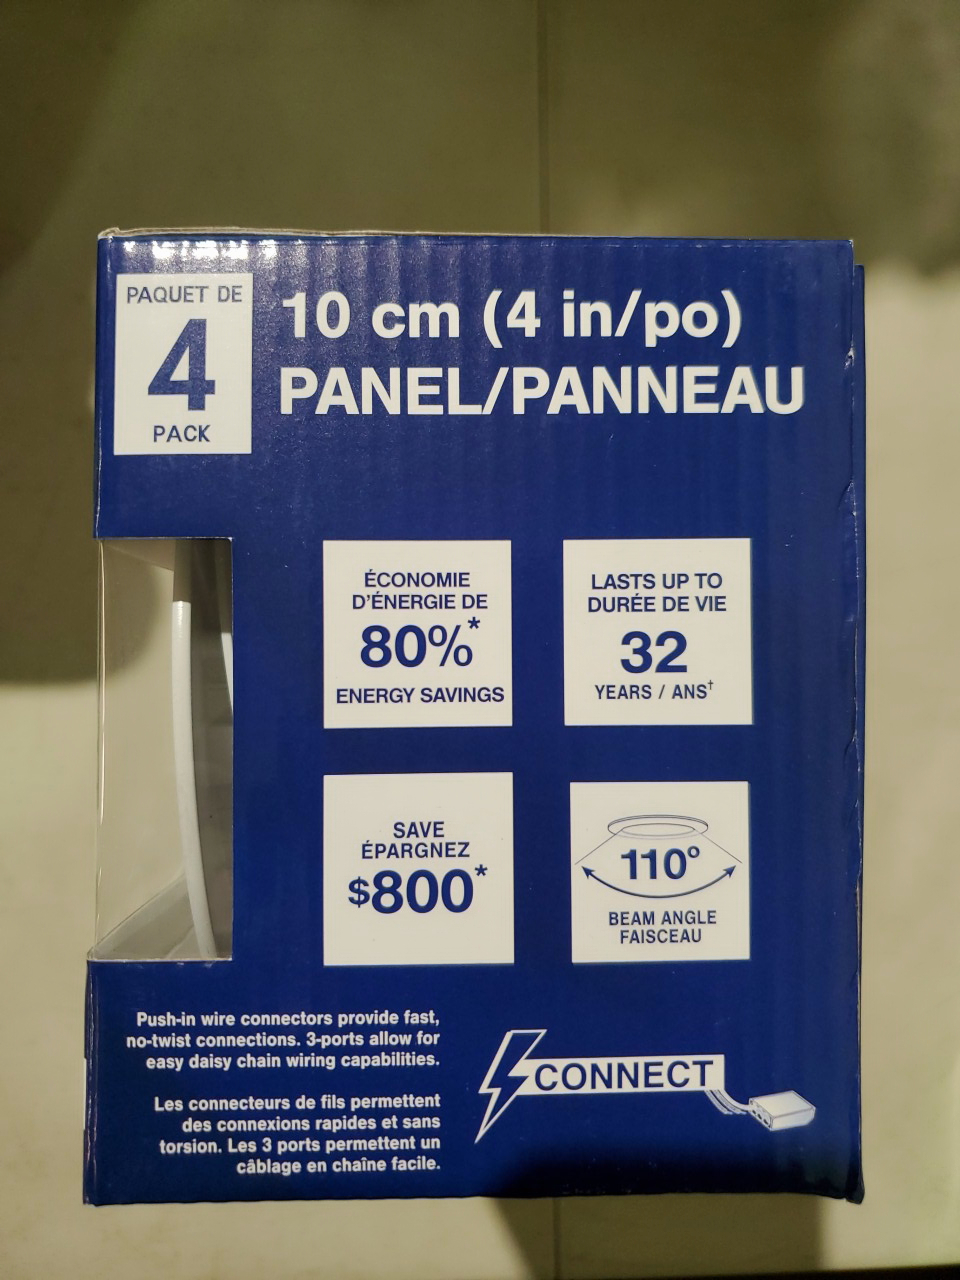 PAQUET DE
4
PACK
10 cm (4 in/po)
PANEL/PANNEAU
ÉCONOMIE
D'ÉNERGIE DE
80%*
ENERGY SAVINGS
LASTS UP TO
DURÉE DE VIE
32
YEARS / ANS†
SAVE
ÉPARGNEZ
$800*
110º
BEAM ANGLE
FAISCEAU
Push-in wire connectors provide fast,
no-twist connections. 3-ports allow for
easy daisy chain wiring capabilities.
Les connecteurs de fils permettent
des connexions rapides et sans
torsion. Les 3 ports permettent un
câblage en chaîne facile.
CONNECT